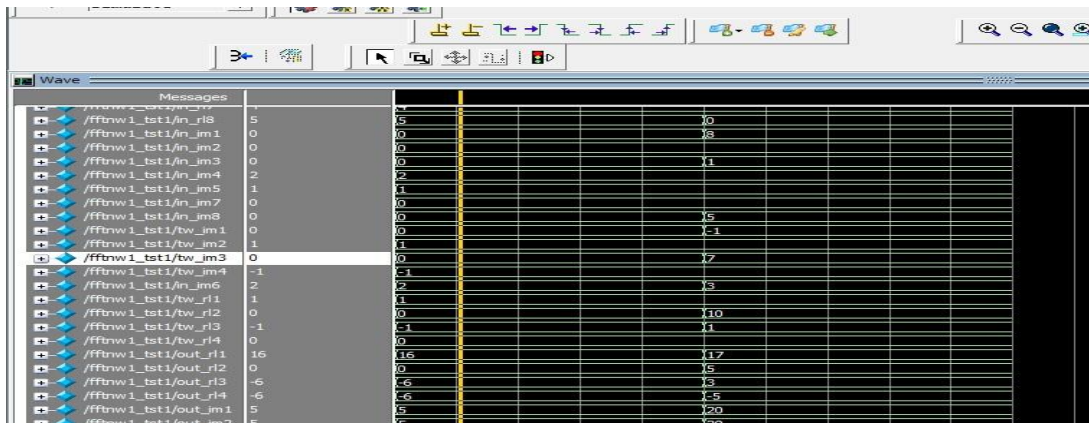 Wave
Messages
/fftnw1_tst1/in_rl8 5 5 0
/fftnw1_tst1/in_im1 0 0 8
/fftnw1_tst1/in_im2 0 0
/fftnw1_tst1/in_im3 0 0 1
/fftnw1_tst1/in_im4 2 2
/fftnw1_tst1/in_im5 1 1
/fftnw1_tst1/in_im7 0 0
/fftnw1_tst1/in_im8 0 0 5
/fftnw1_tst1/tw_im1 0 0 -1
/fftnw1_tst1/tw_im2 1 1
/fftnw1_tst1/tw_im3 0 0 7
/fftnw1_tst1/tw_im4 -1 -1
/fftnw1_tst1/in_im6 2 2 3
/fftnw1_tst1/tw_rl1 1 1
/fftnw1_tst1/tw_rl2 0 0 10
/fftnw1_tst1/tw_rl3 -1 -1 1
/fftnw1_tst1/tw_rl4 0 0
/fftnw1_tst1/out_rl1 16 16 17
/fftnw1_tst1/out_rl2 0 0 5
/fftnw1_tst1/out_rl3 -6 -6 3
/fftnw1_tst1/out_rl4 -6 -6 -5
/fftnw1_tst1/out_im1 5 5 20